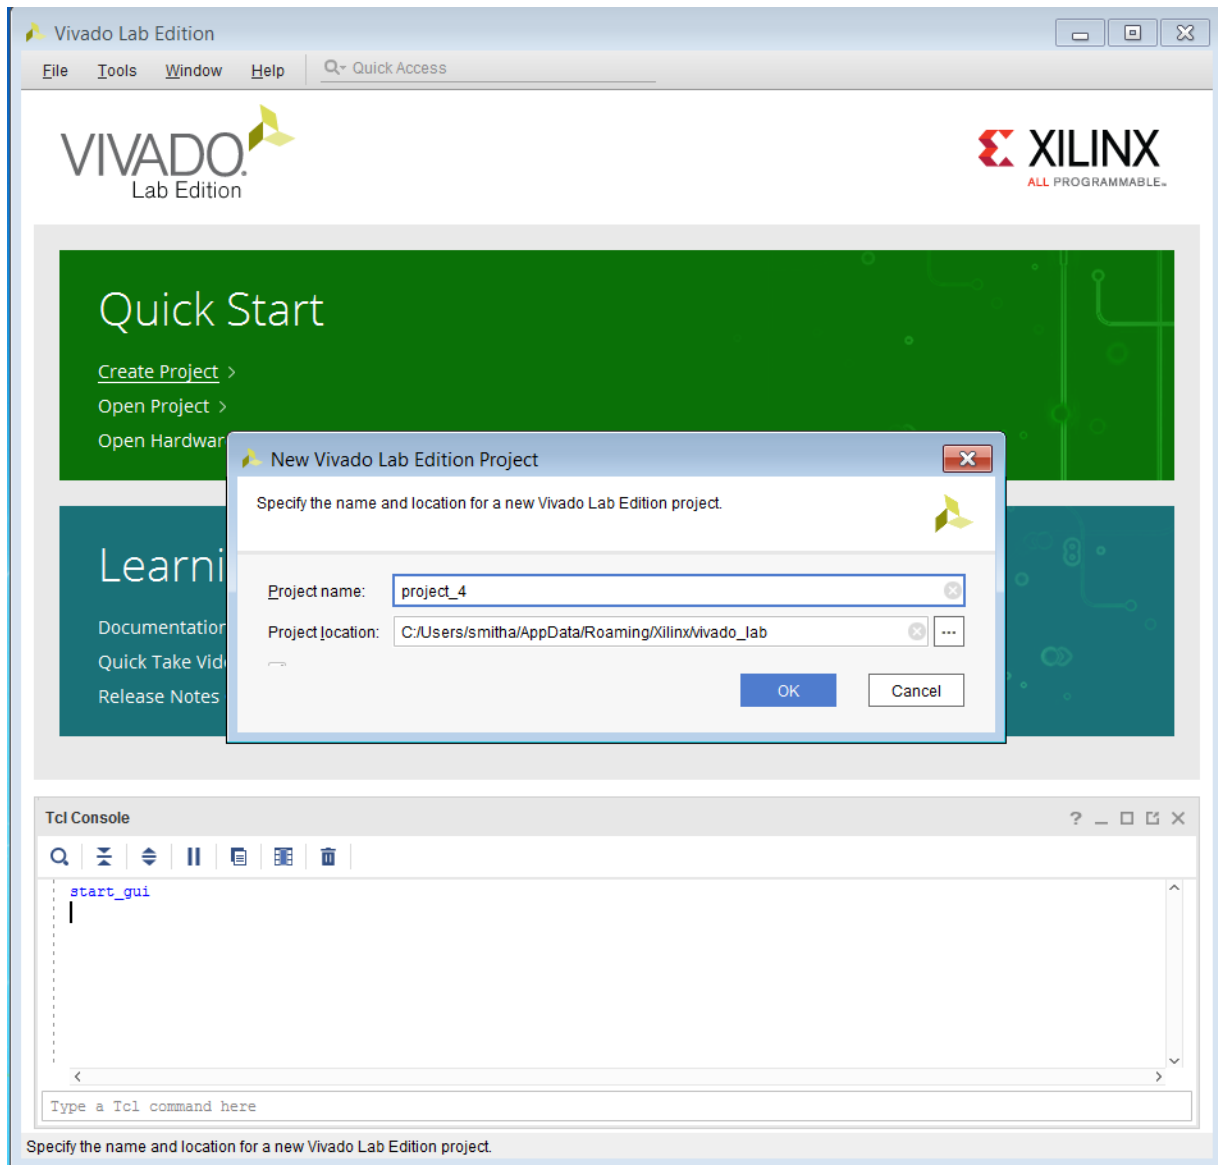 Vivado Lab Edition
File Tools Window Help Quick Access
VIVADO.
Lab Edition
XILINX
ALL PROGRAMMABLE™
Quick Start
Create Project >
Open Project >
Open Hardwar
New Vivado Lab Edition Project
Specify the name and location for a new Vivado Lab Edition project.
Project name: project_4
Project location: C:/Users/smitha/AppData/Roaming/Xilinx/vivado_lab ...
OK Cancel
Learni
Documentation
Quick Take Vid
Release Notes
Tcl Console
start_gui
Type a Tcl command here
Specify the name and location for a new Vivado Lab Edition project.